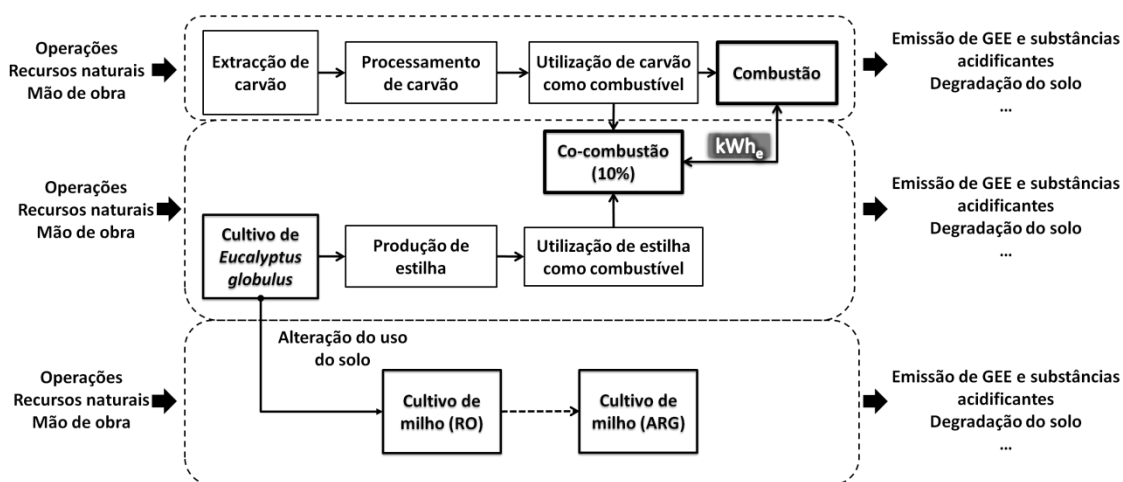 Operações
Recursos naturais
Mão de obra
Extracção de
carvão
Processamento
de carvão
Utilização de carvão
como combustível
Combustão
Emissão de GEE e substâncias
acidificantes
Degradação do solo
...
Co-combustão
(10%)
kWhe
Operações
Recursos naturais
Mão de obra
Cultivo de
Eucalyptus
globulus
Produção de
estilha
Utilização de estilha
como combustível
Emissão de GEE e substâncias
acidificantes
Degradação do solo
...
Alteração do uso
do solo
Operações
Recursos naturais
Mão de obra
Cultivo de
milho (RO)
Cultivo de
milho (ARG)
Emissão de GEE e substâncias
acidificantes
Degradação do solo
...